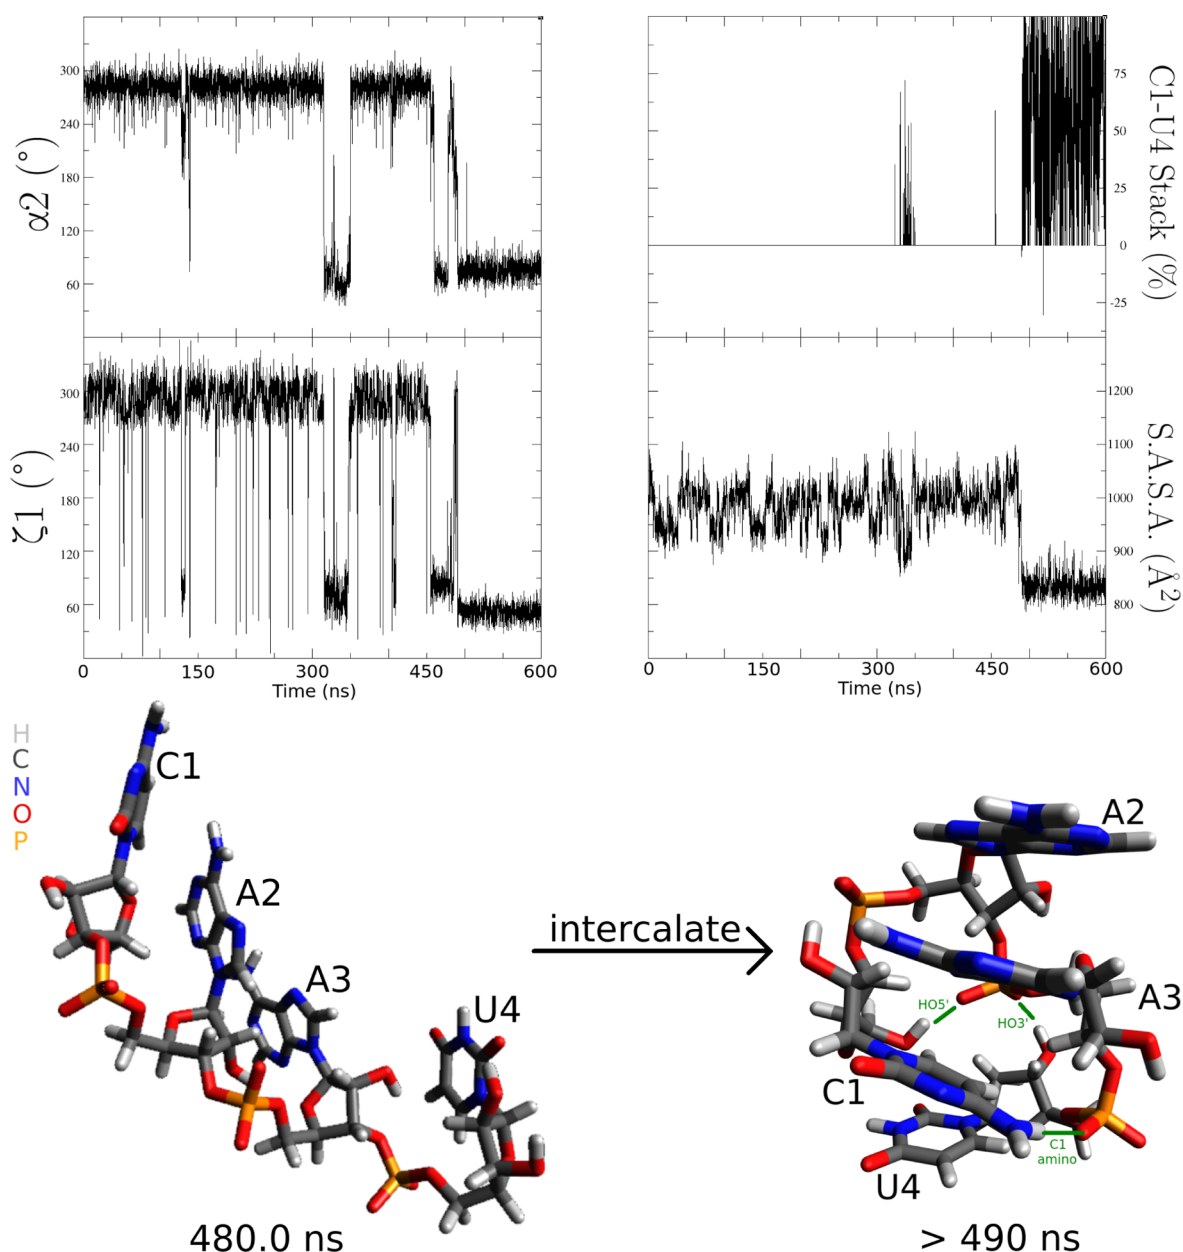 300
240
180
120
60
α2 (°)
300
240
180
120
60
ζ1 (°)
0
150
300
450
600
Time (ns)
75
50
25
0
-25
C1-U4 Stack (%)
1200
1100
1000
900
800
S.A.S.A. (Å²)
0
150
300
450
600
Time (ns)
H
C
N
O
P
C1
A2
A3
U4
480.0 ns
intercalate
A2
A3
HO5'
HO3'
C1
C1
amino
U4
> 490 ns